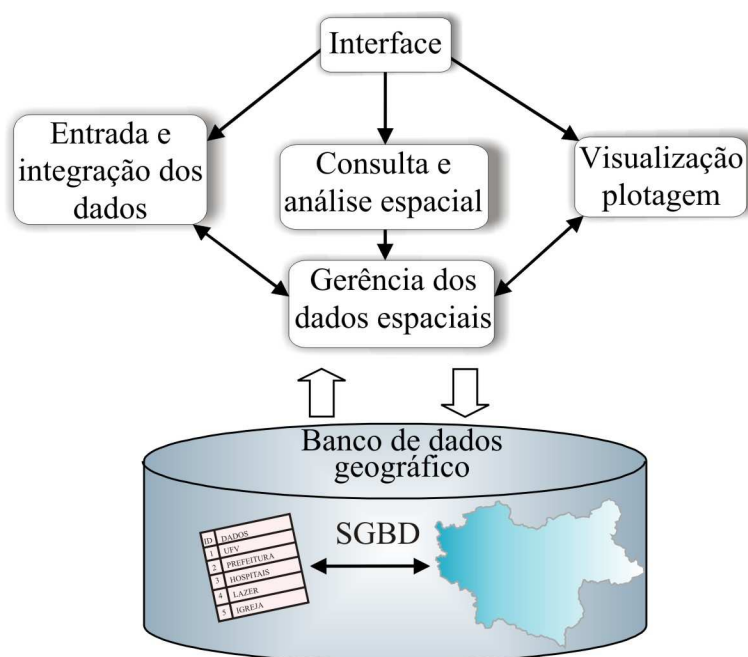 Interface
Entrada e
integração dos
dados
Consulta e
análise espacial
Visualização
plotagem
Gerência dos
dados espaciais
Banco de dados
geográfico
SGBD
ID DADOS
1 UFV
2 PREFEITURA
3 HOSPITAIS
4 LAZER
5 IGREJA